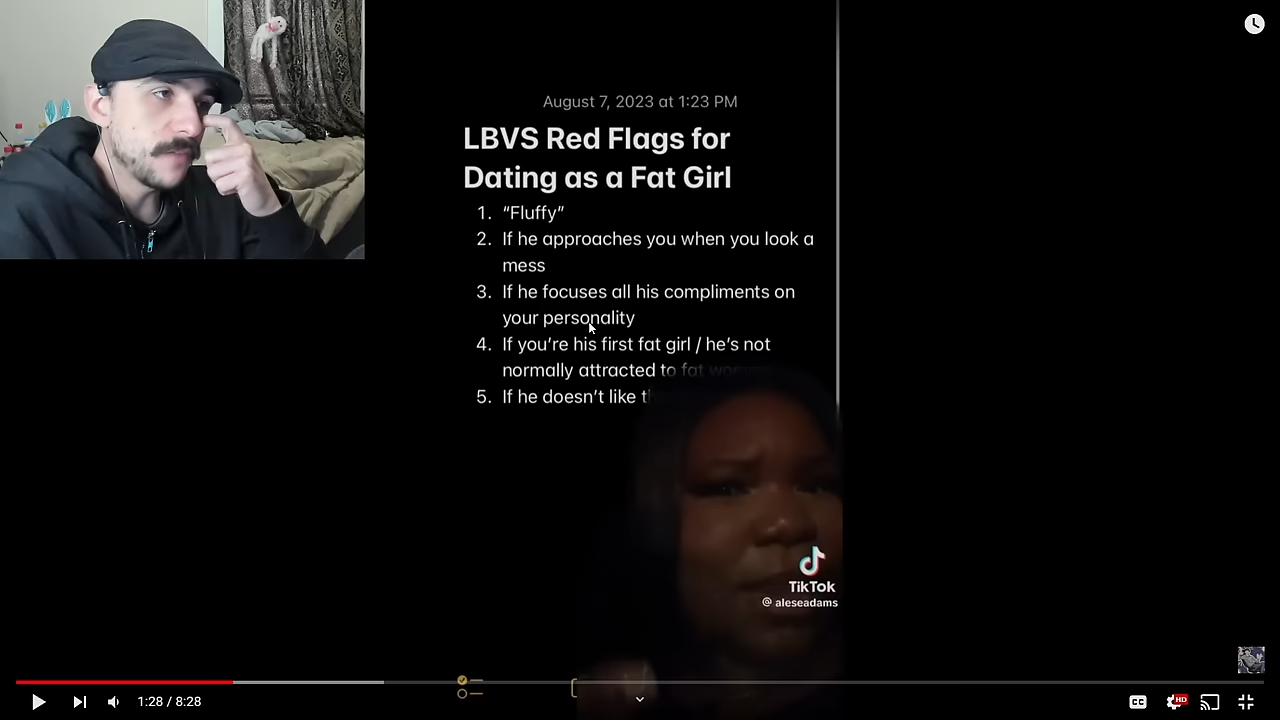 August 7, 2023 at 1:23 PM
LBVS Red Flags for
Dating as a Fat Girl
1. “Fluffy”
2. If he approaches you when you look a
mess
3. If he focuses all his compliments on
your personality
4. If you’re his first fat girl / he’s not
normally attracted to fat
5. If he doesn’t like
TikTok
@ aleseadams
1:28 / 8:28
CC
HD